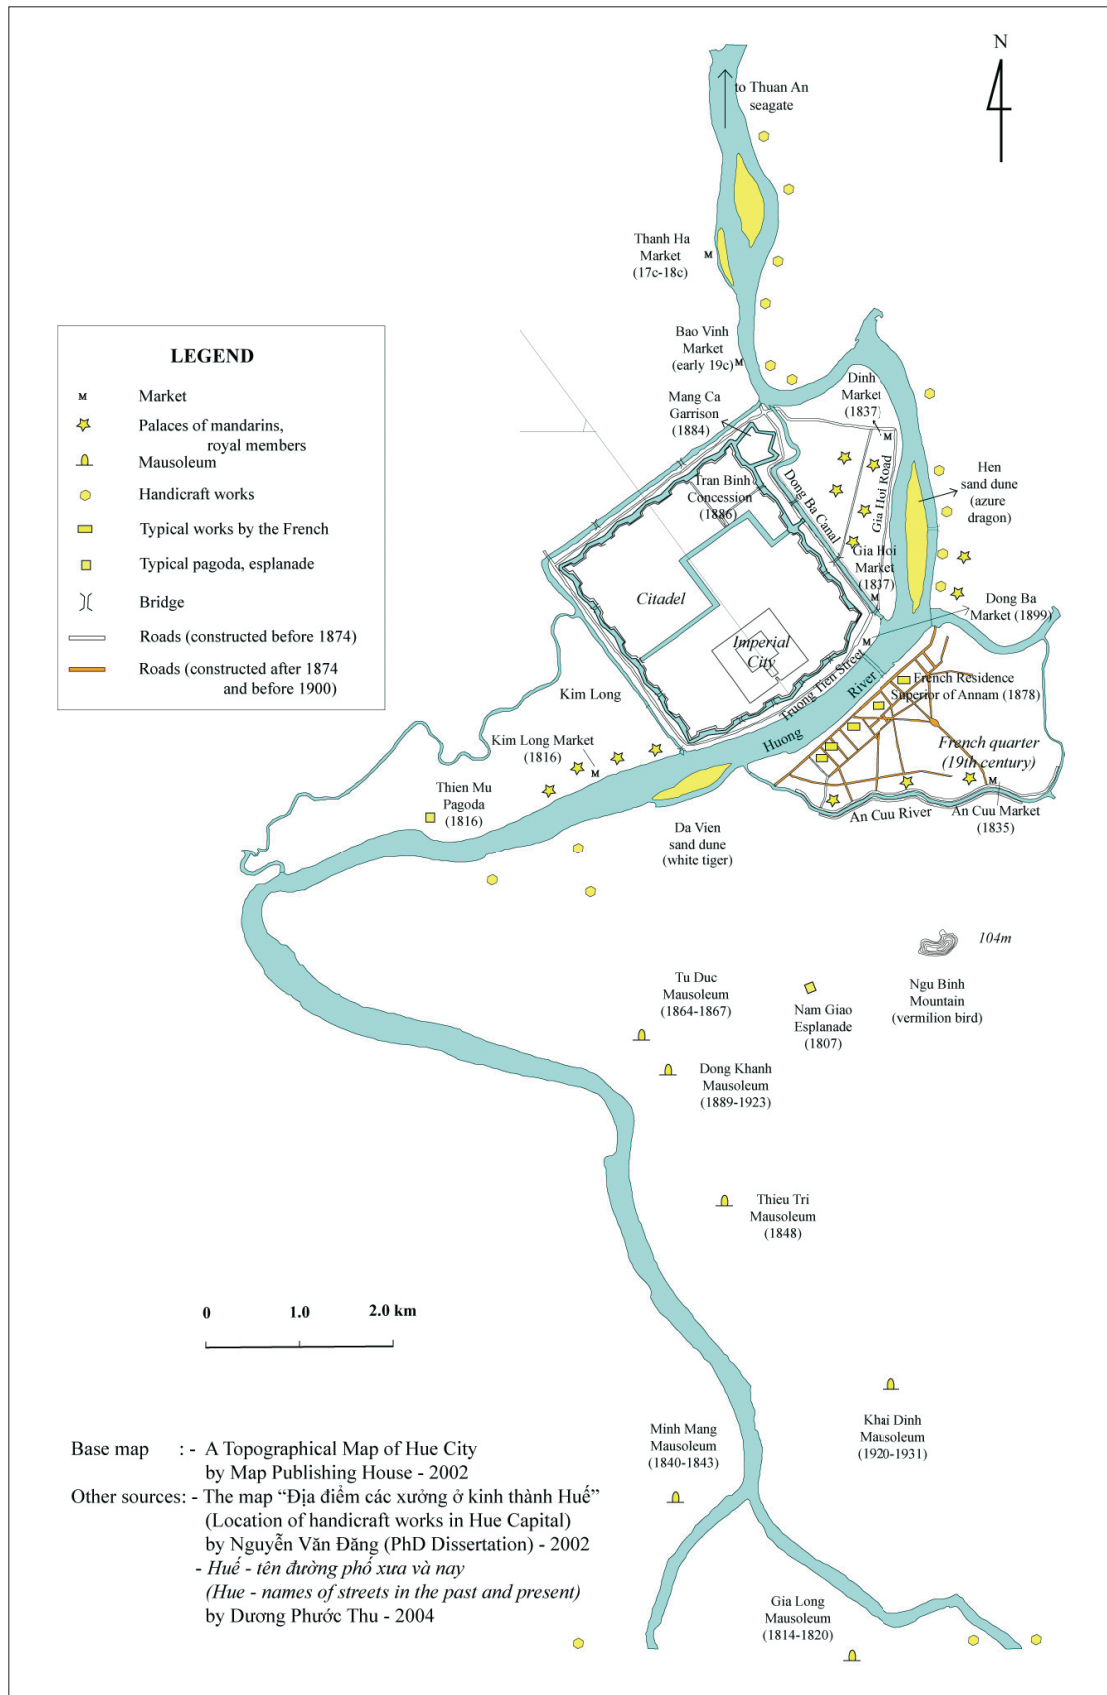 N
to Thuan An
seagate
Thanh Ha
Market
(17c-18c)
M
Bao Vinh
Market
(early 19c)
M
Dinh
Market
(1837)
M
Mang Ca
Garrison
(1884)
Tran Binh
Concession
(1886)
Dong Ba Canal
Gia Hoi Road
Hen
sand dune
(azure
dragon)
Gia Hoi
Market
(1837)
M
Dong Ba
Market (1899)
M
Citadel
Imperial
City
Truong Tien Street
Huong
River
Kim Long
French Residence
Superior of Annam (1878)
French quarter
(19th century)
Kim Long Market
(1816)
M
Thien Mu
Pagoda
(1816)
Da Vien
sand dune
(white tiger)
An Cuu River
M
An Cuu Market
(1835)
LEGEND
M
Market
Palaces of mandarins,
royal members
Mausoleum
Handicraft works
Typical works by the French
Typical pagoda, esplanade
Bridge
Roads (constructed before 1874)
Roads (constructed after 1874
and before 1900)
104m
Ngu Binh
Mountain
(vermilion bird)
Tu Duc
Mausoleum
(1864-1867)
Nam Giao
Esplanade
(1807)
Dong Khanh
Mausoleum
(1889-1923)
Thieu Tri
Mausoleum
(1848)
0 1.0 2.0 km
Khai Dinh
Mausoleum
(1920-1931)
Minh Mang
Mausoleum
(1840-1843)
Gia Long
Mausoleum
(1814-1820)
Base map : - A Topographical Map of Hue City
by Map Publishing House - 2002
Other sources: - The map “Địa điểm các xưởng ở kinh thành Huế”
(Location of handicraft works in Hue Capital)
by Nguyễn Văn Đăng (PhD Dissertation) - 2002
- Huế - tên đường phố xưa và nay
(Hue - names of streets in the past and present)
by Dương Phước Thu - 2004